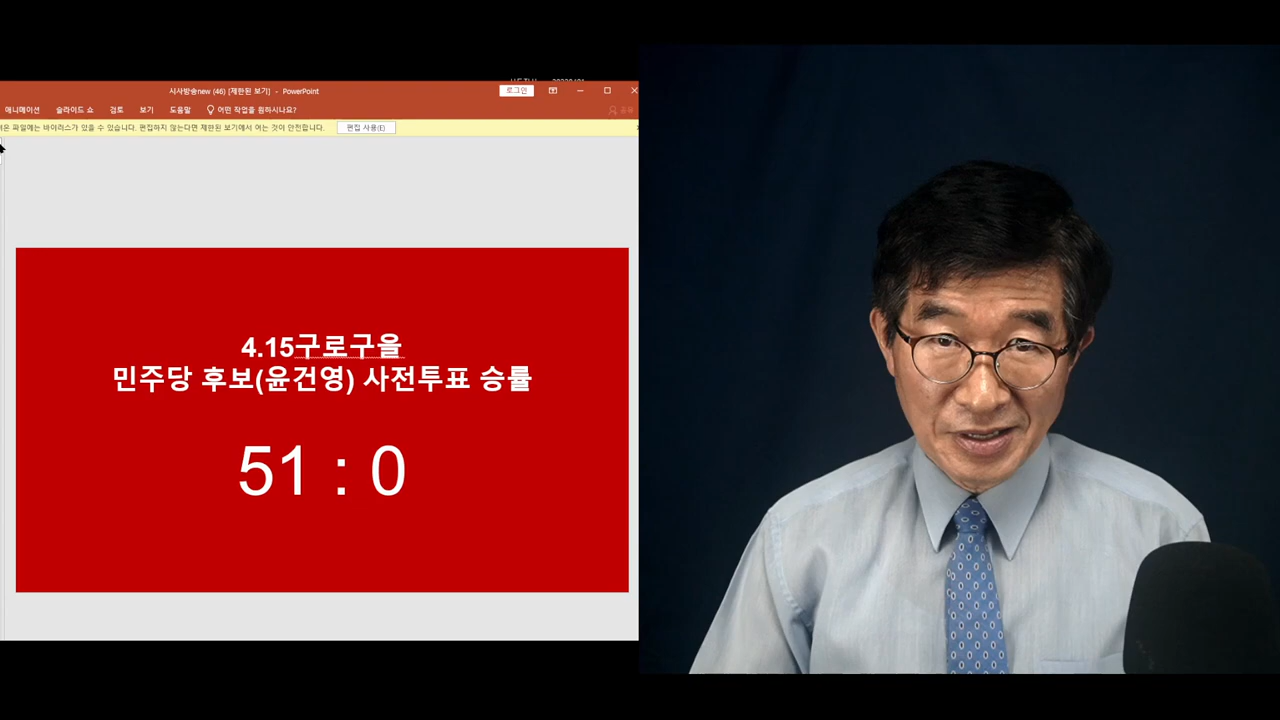 시사방송new (46) [제한된 보기] - PowerPoint
로그인
애니메이션 슬라이드 쇼 검토 보기 도움말 어떤 작업을 원하시나요? 공유
파일에는 바이러스가 있을 수 있습니다. 편집하지 않는다면 제한된 보기에서 여는 것이 안전합니다. 편집 사용(E)
4.15구로구을
민주당 후보(윤건영) 사전투표 승률
51 : 0